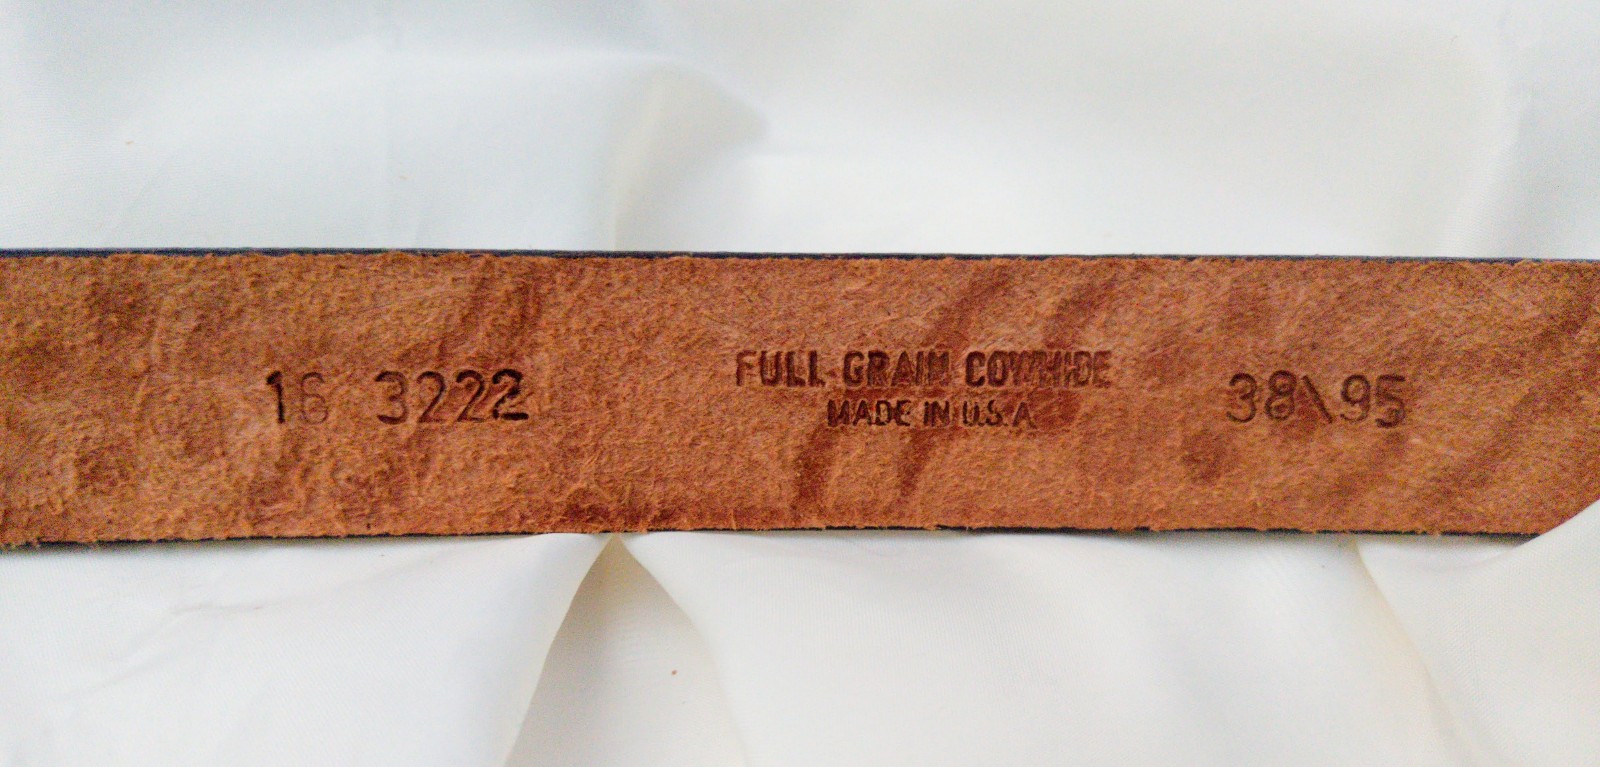 16 3222
FULL GRAIN COWHIDE
MADE IN U.S.A
38\95